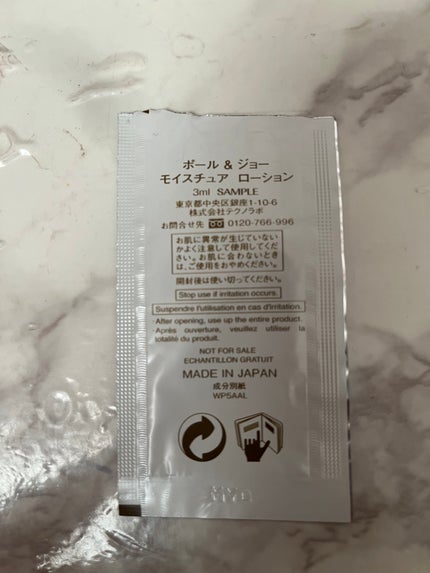 ポール & ジョー
モイスチュア ローション
3ml SAMPLE
東京都中央区銀座1-10-6
株式会社テクノラボ
お問合せ先 0120-766-996
お肌に異常が生じていない
かよく注意して使用してくだ
さい。お肌に合わないとき
は、ご使用をおやめください。
開封後は使い切ってください。
Stop use if irritation occurs.
Suspendre l'utilisation en cas d'irritation.
After opening, use up the entire product.
Après ouverture, veuillez utiliser la
totalité du produit.
NOT FOR SALE
ECHANTILLON GRATUIT
MADE IN JAPAN
成分別紙
WP5AAL